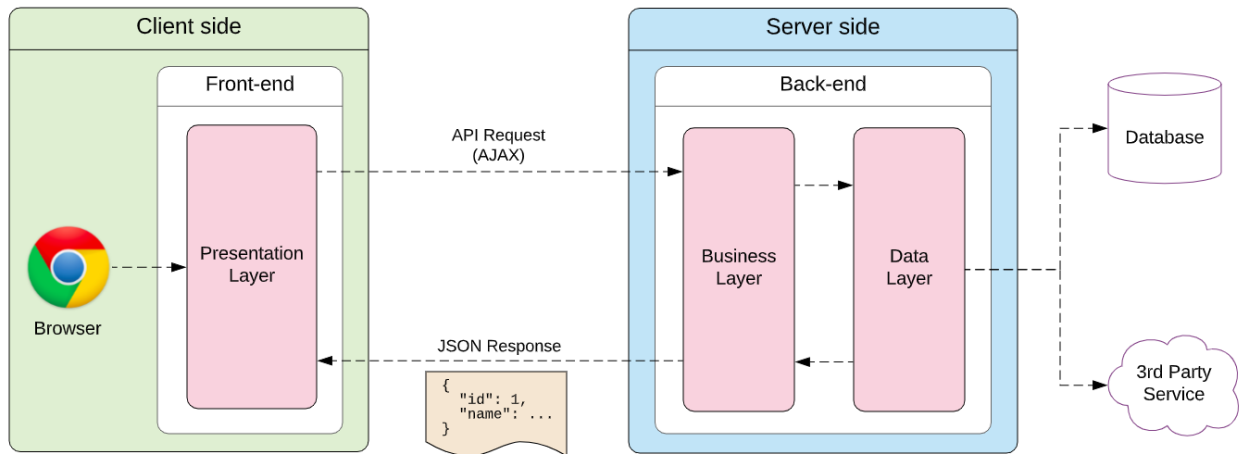 Client side
Front-end
Presentation
Layer
Browser
API Request
(AJAX)
JSON Response
{
"id": 1,
"name": ...
}
Server side
Back-end
Business
Layer
Data
Layer
Database
3rd Party
Service